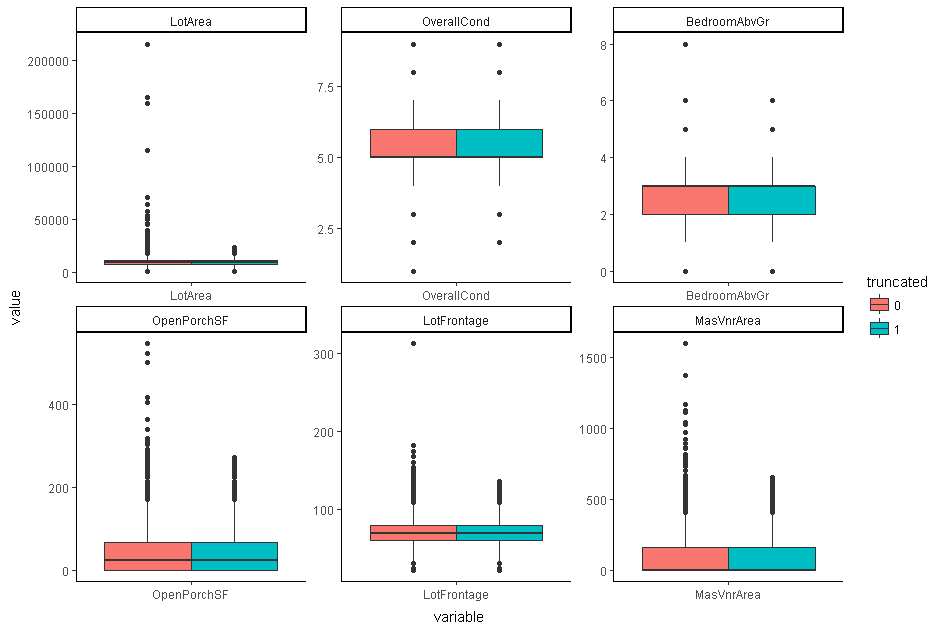 LotArea
OverallCond
BedroomAbvGr
200000
150000
100000
50000
0
7.5
5.0
2.5
8
6
4
2
0
LotArea
OverallCond
BedroomAbvGr
OpenPorchSF
LotFrontage
MasVnrArea
400
200
0
300
200
100
1500
1000
500
0
OpenPorchSF
LotFrontage
MasVnrArea
value
variable
truncated
0
1